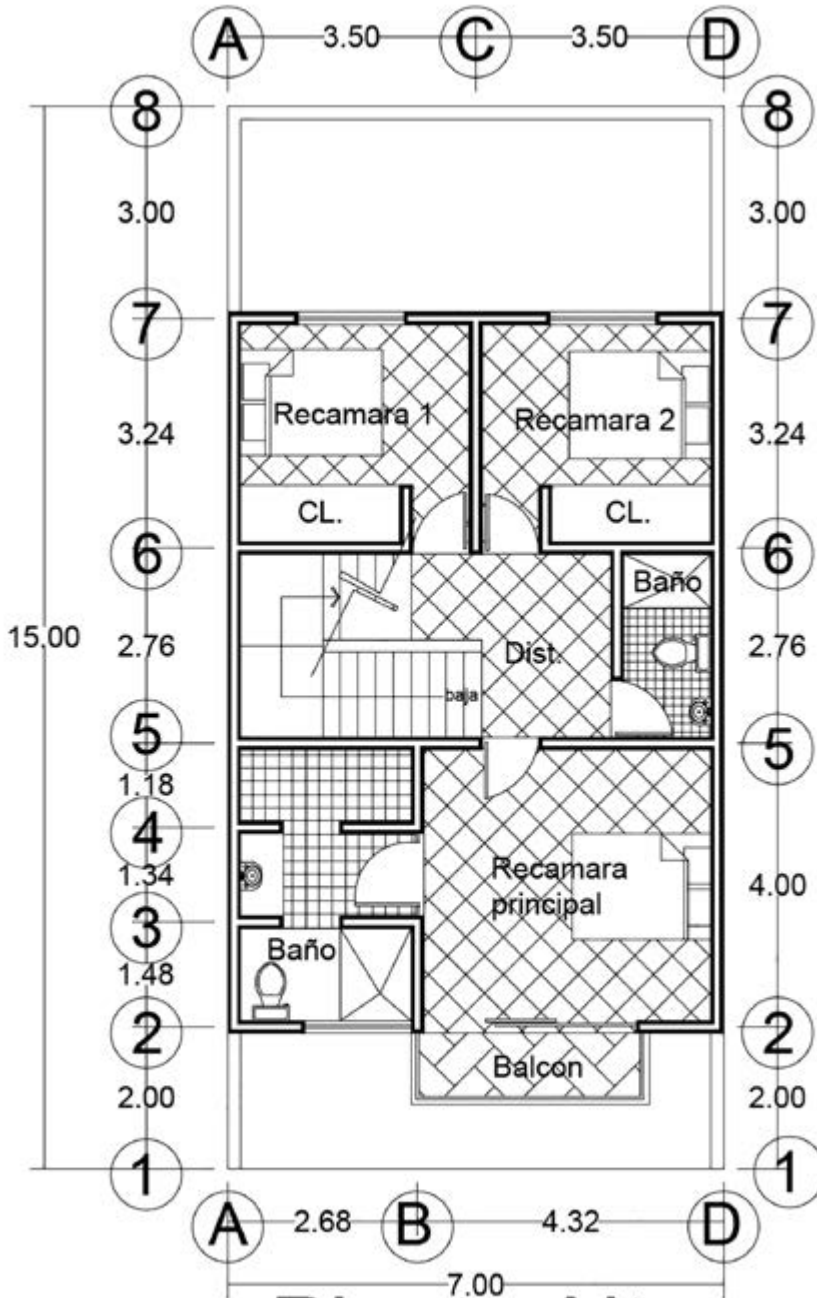 A 3.50 C 3.50 D
8 8
3.00 3.00
7 7
Recamara 1 Recamara 2
3.24 3.24
CL. CL.
6 6
Baño
15.00 2.76 Dist. 2.76
baja
5 5
1.18
4
Recamara
1.34 principal 4.00
3
Baño
1.48
2 2
Balcon
2.00 2.00
1 1
A 2.68 B 4.32 D
7.00